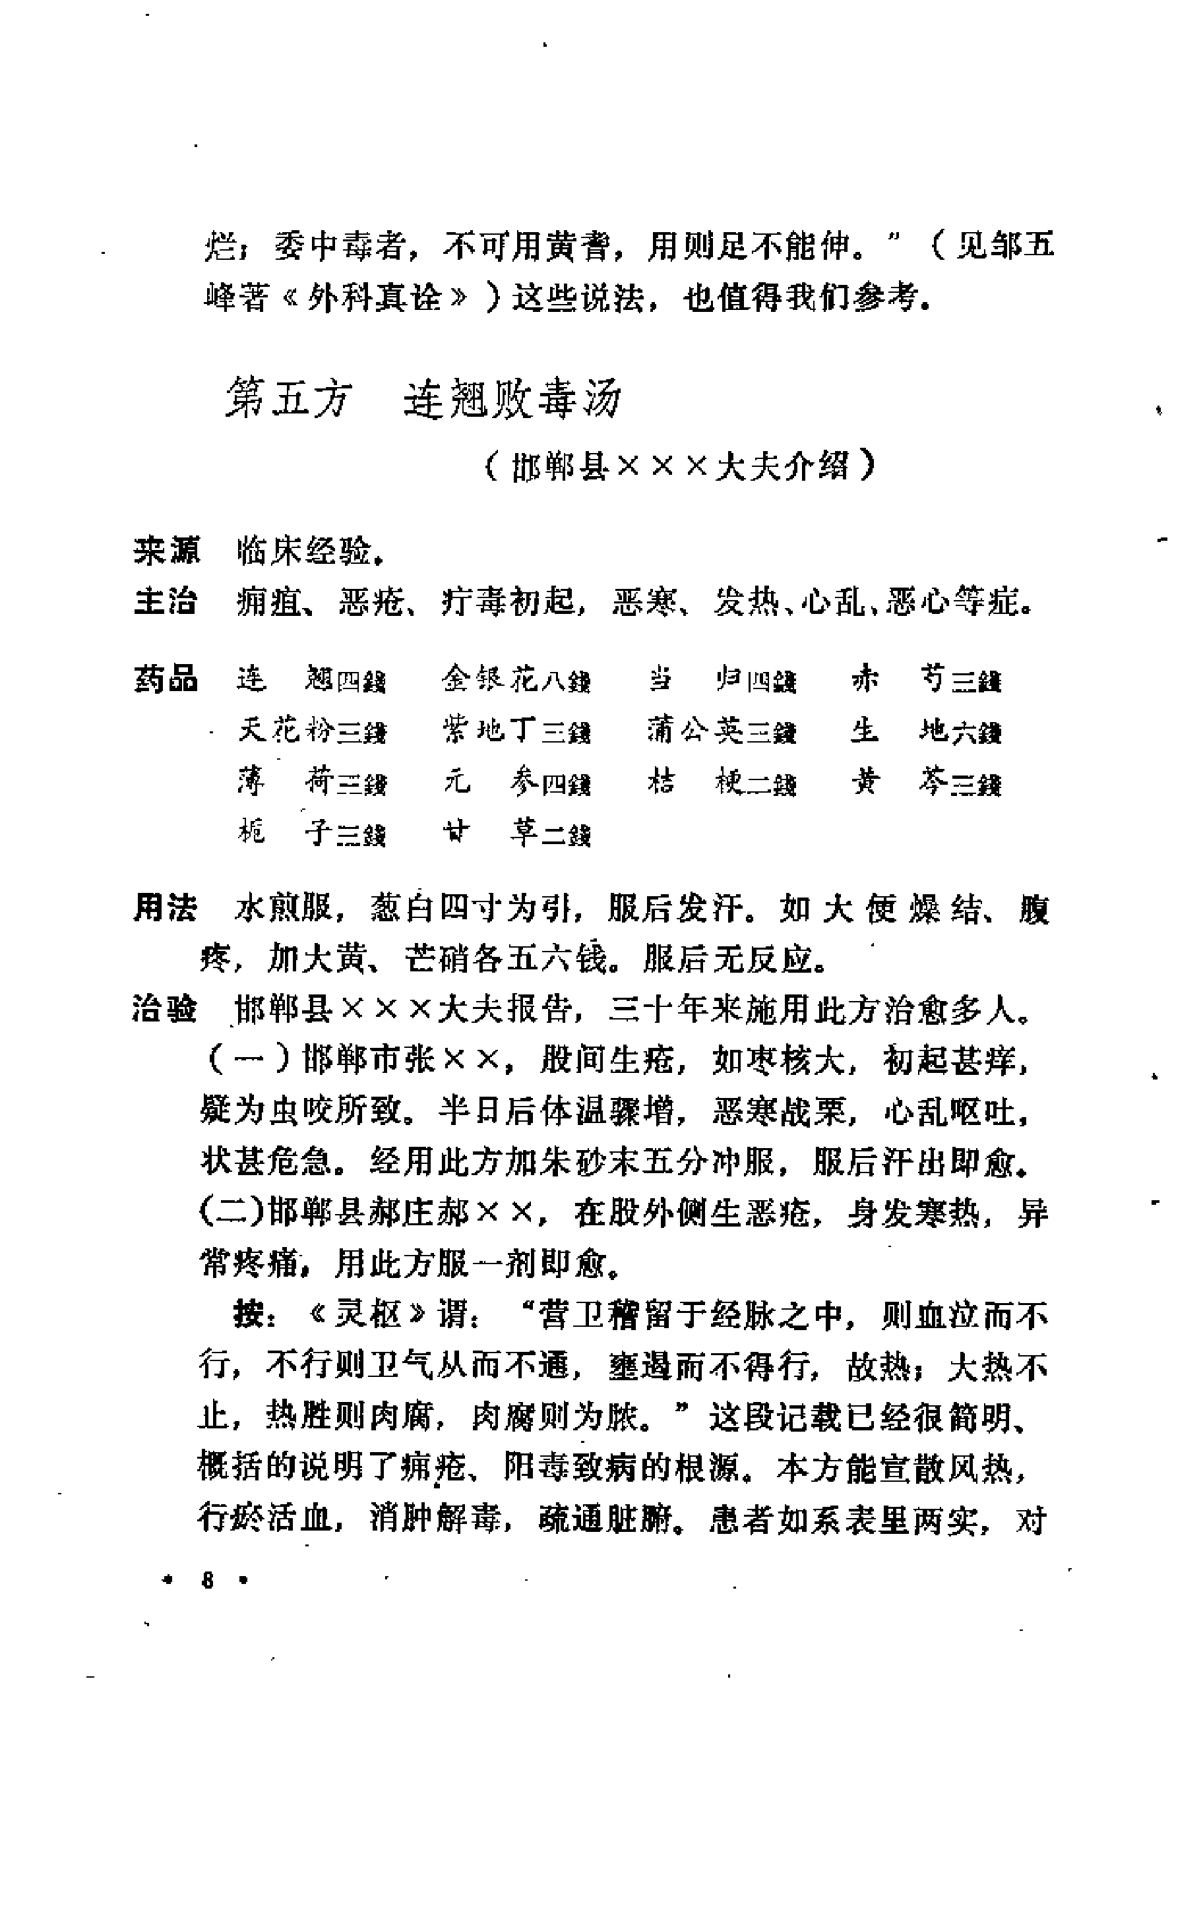 烂；委中毒者，不可用黄耆，用则足不能伸。”（见邹五
峰著《外科真诠》）这些说法，也值得我们参考。
第五方　连翘败毒汤
（邯郸县×××大夫介绍）
来源　临床经验。
主治　痈疽、恶疮、疔毒初起，恶寒、发热、心乱、恶心等症。
药品　连　翘四錢　金银花八錢　当　归四錢　赤　芍三錢
天花粉三錢　紫地丁三錢　蒲公英三錢　生　地六錢
薄　荷三錢　元　参四錢　桔　梗二錢　黄　芩三錢
栀　子三錢　甘　草二錢
用法　水煎服，葱白四寸为引，服后发汗。如大便燥结、腹
疼，加大黄、芒硝各五六钱。服后无反应。
治验　邯郸县×××大夫报告，三十年来施用此方治愈多人。
（一）邯郸市张××，股间生疮，如枣核大，初起甚痒，
疑为虫咬所致。半日后体温骤增，恶寒战栗，心乱呕吐，
状甚危急。经用此方加朱砂末五分冲服，服后汗出即愈。
(二)邯郸县郝庄郝××，在股外侧生恶疮，身发寒热，异
常疼痛，用此方服一剂即愈。
按：《灵枢》谓：“营卫稽留于经脉之中，则血泣而不
行，不行则卫气从而不通，壅遏而不得行，故热；大热不
止，热胜则肉腐，肉腐则为脓。”这段记载已经很简明、
概括的说明了痈疮、阳毒致病的根源。本方能宣散风热，
行瘀活血，消肿解毒，疏通脏腑。患者如系表里两实，对
• 8 •